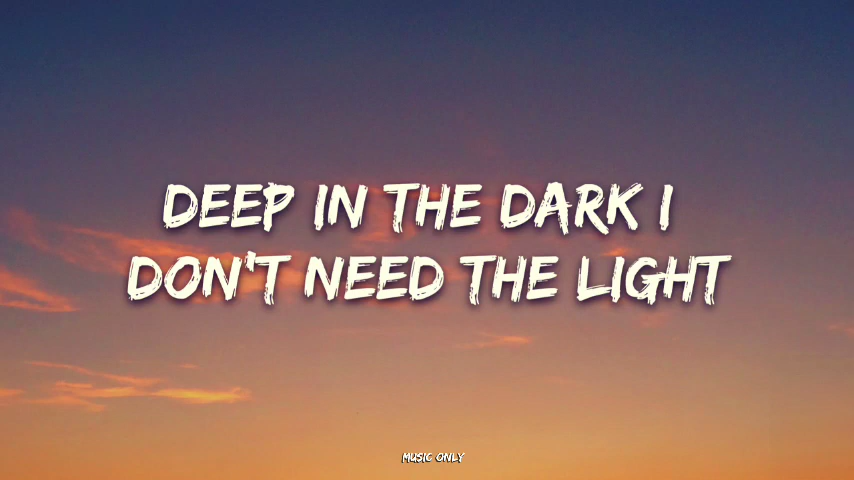 DEEP IN THE DARK I
DON'T NEED THE LIGHT
MUSIC ONLY